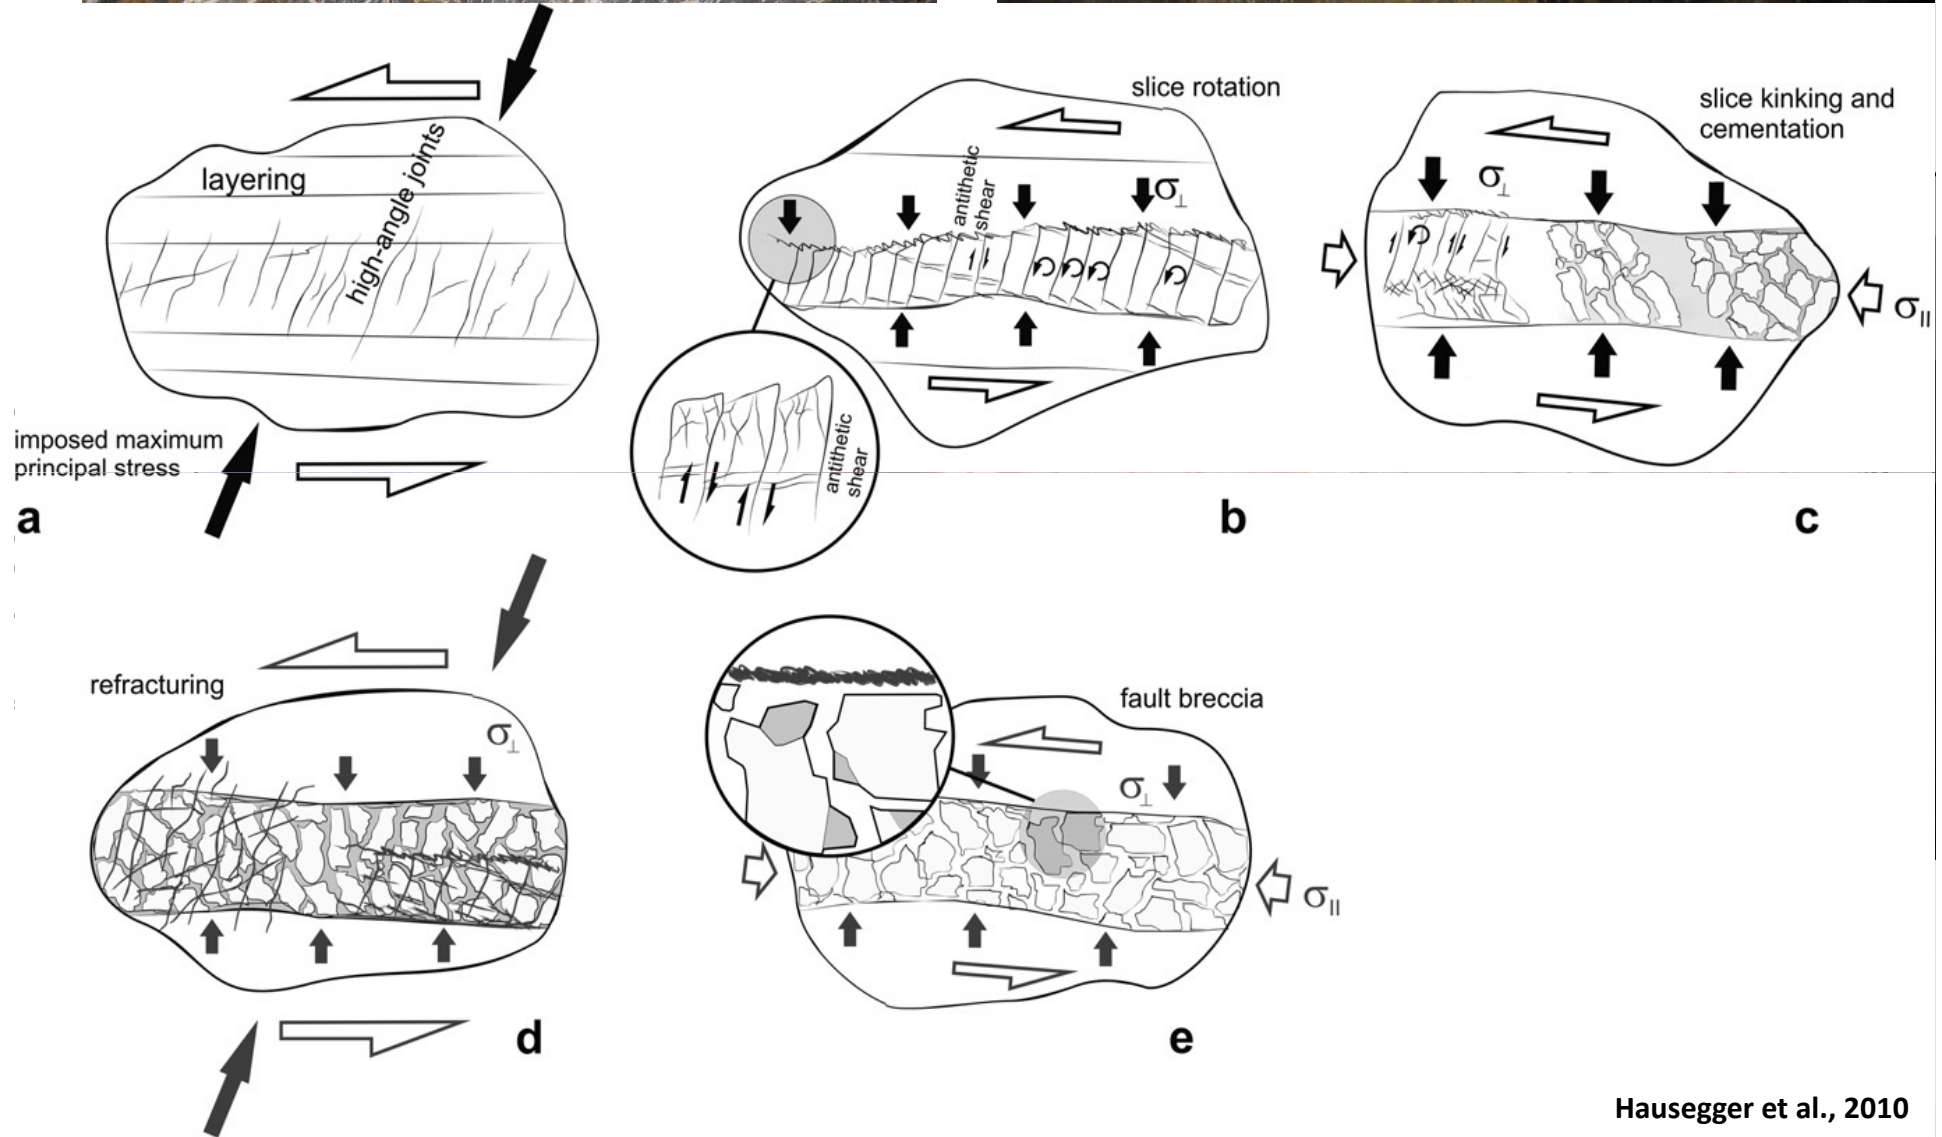 layering
high-angle joints
imposed maximum
principal stress
a
slice rotation
antithetic
shear
σ⊥
antithetic
shear
b
slice kinking and
cementation
σ⊥
σ||
c
refracturing
σ⊥
d
fault breccia
σ⊥
σ||
e
Hausegger et al., 2010